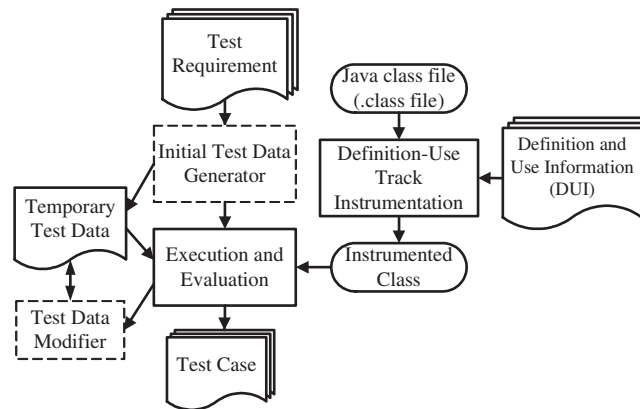 Test
Requirement
Java class file
(.class file)
Initial Test Data
Generator
Definition-Use
Track
Instrumentation
Definition and
Use Information
(DUI)
Temporary
Test Data
Execution and
Evaluation
Instrumented
Class
Test Data
Modifier
Test Case